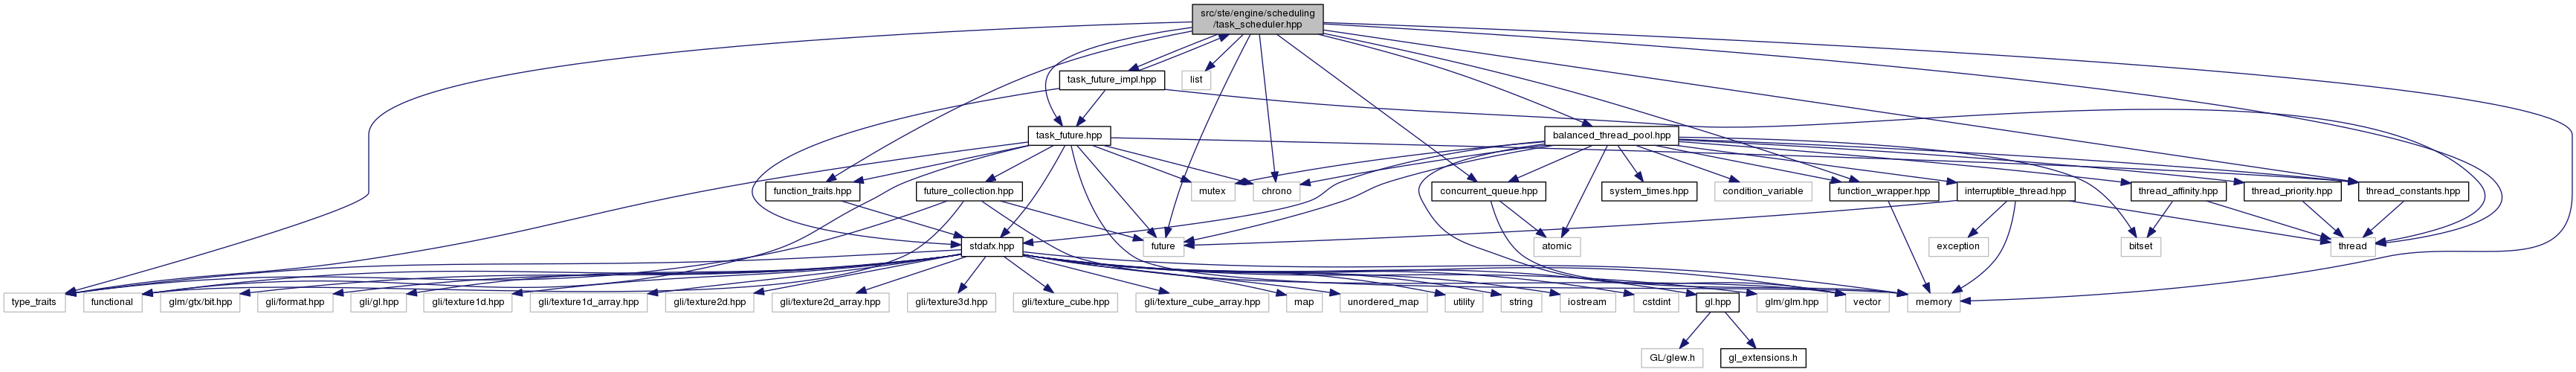 src/ste/engine/scheduling
/task_scheduler.hpp
task_future_impl.hpp
list
task_future.hpp
balanced_thread_pool.hpp
function_traits.hpp
future_collection.hpp
mutex
chrono
concurrent_queue.hpp
system_times.hpp
condition_variable
function_wrapper.hpp
interruptible_thread.hpp
thread_affinity.hpp
thread_priority.hpp
thread_constants.hpp
stdafx.hpp
future
atomic
exception
bitset
thread
type_traits
functional
glm/gtx/bit.hpp
gli/format.hpp
gli/gl.hpp
gli/texture1d.hpp
gli/texture1d_array.hpp
gli/texture2d.hpp
gli/texture2d_array.hpp
gli/texture3d.hpp
gli/texture_cube.hpp
gli/texture_cube_array.hpp
map
unordered_map
utility
string
iostream
cstdint
gl.hpp
glm/glm.hpp
vector
memory
GL/glew.h
gl_extensions.h